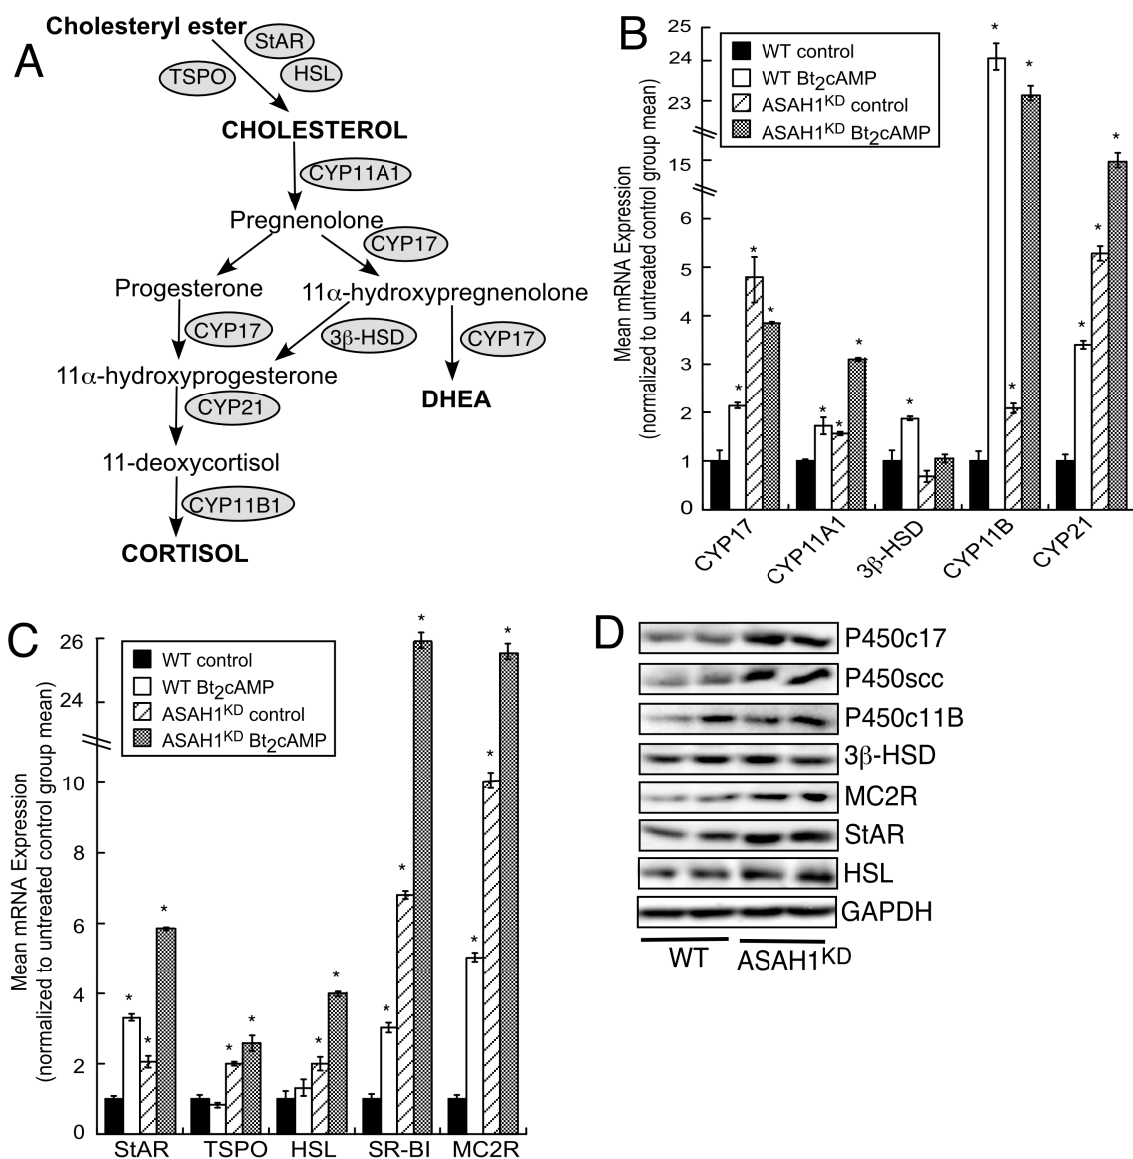 A
Cholesteryl ester
StAR
TSPO
HSL
CHOLESTEROL
CYP11A1
Pregnenolone
CYP17
Progesterone
11α-hydroxypregnenolone
CYP17
3β-HSD
CYP17
11α-hydroxyprogesterone
DHEA
CYP21
11-deoxycortisol
CYP11B1
CORTISOL
B
Mean mRNA Expression
(normalized to untreated control group mean)
25
24
23
15
6
5
4
3
2
1
0
WT control
WT Bt2cAMP
ASAH1KD control
ASAH1KD Bt2cAMP
* * * *
* * *
*
* * *
* * *
CYP17
CYP11A1
3β-HSD
CYP11B
CYP21
C
Mean mRNA Expression
(normalized to untreated control group mean)
26
24
10
8
6
4
2
0
WT control
WT Bt2cAMP
ASAH1KD control
ASAH1KD Bt2cAMP
* * *
* *
* *
* * *
* * *
StAR
TSPO
HSL
SR-BI
MC2R
D
P450c17
P450scc
P450c11B
3β-HSD
MC2R
StAR
HSL
GAPDH
WT
ASAH1KD